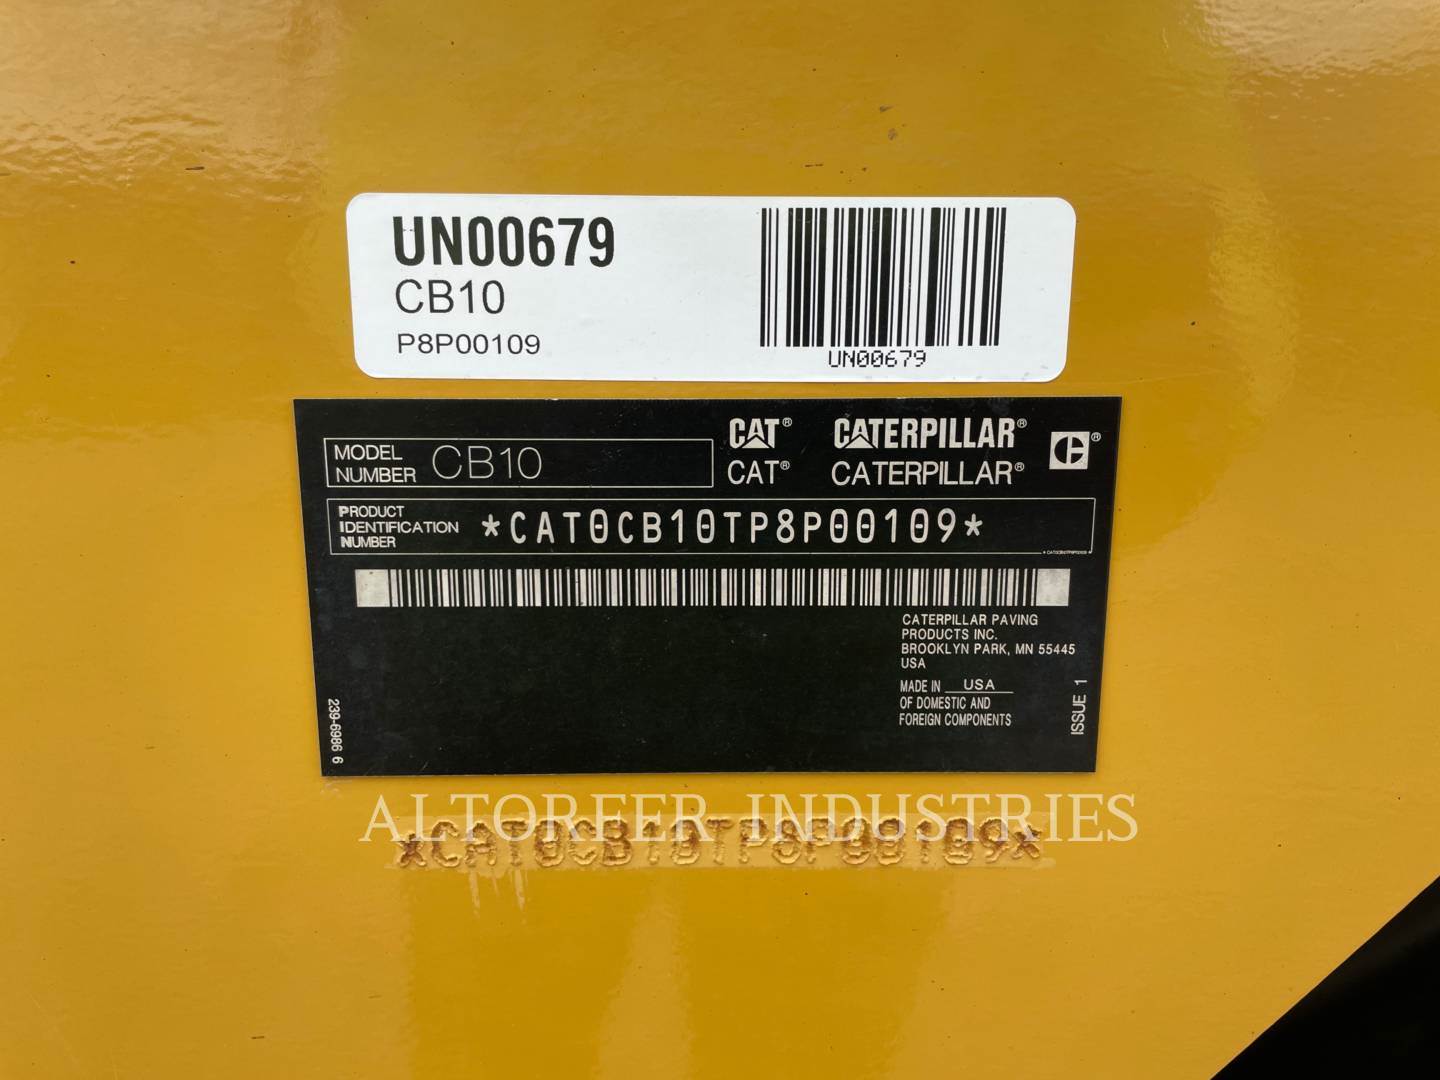 UN00679
CB10
P8P00109
UN00679
MODEL NUMBER CB10
CAT® CATERPILLAR®
CAT® CATERPILLAR®
PRODUCT IDENTIFICATION NUMBER *CAT0CB10TP8P00109*
*CAT0CB10TP8P00109*
CATERPILLAR PAVING
PRODUCTS INC.
BROOKLYN PARK, MN 55445
USA
MADE IN USA
OF DOMESTIC AND
FOREIGN COMPONENTS
ISSUE 1
239-6986 6
ALTORFER INDUSTRIES
*CAT0CB10TP8P00109*